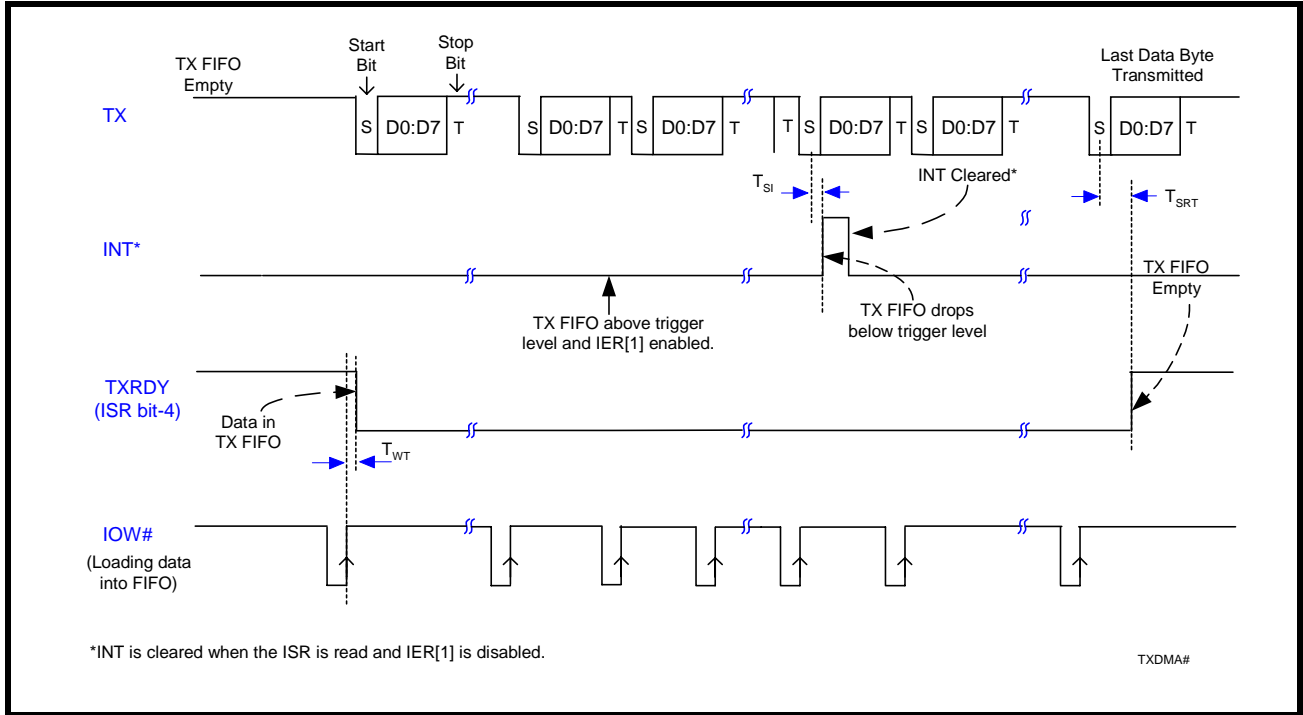 TX FIFO
Empty
Start
Bit
Stop
Bit
Last Data Byte
Transmitted
TX
S D0:D7 T S D0:D7 T S D0:D7 T T S D0:D7 T S D0:D7 T S D0:D7 T
TSI
INT Cleared*
TSRT
INT*
TX FIFO above trigger
level and IER[1] enabled.
TX FIFO drops
below trigger level
TX FIFO
Empty
TXRDY
(ISR bit-4)
Data in
TX FIFO
TWT
IOW#
(Loading data
into FIFO)
*INT is cleared when the ISR is read and IER[1] is disabled.
TXDMA#